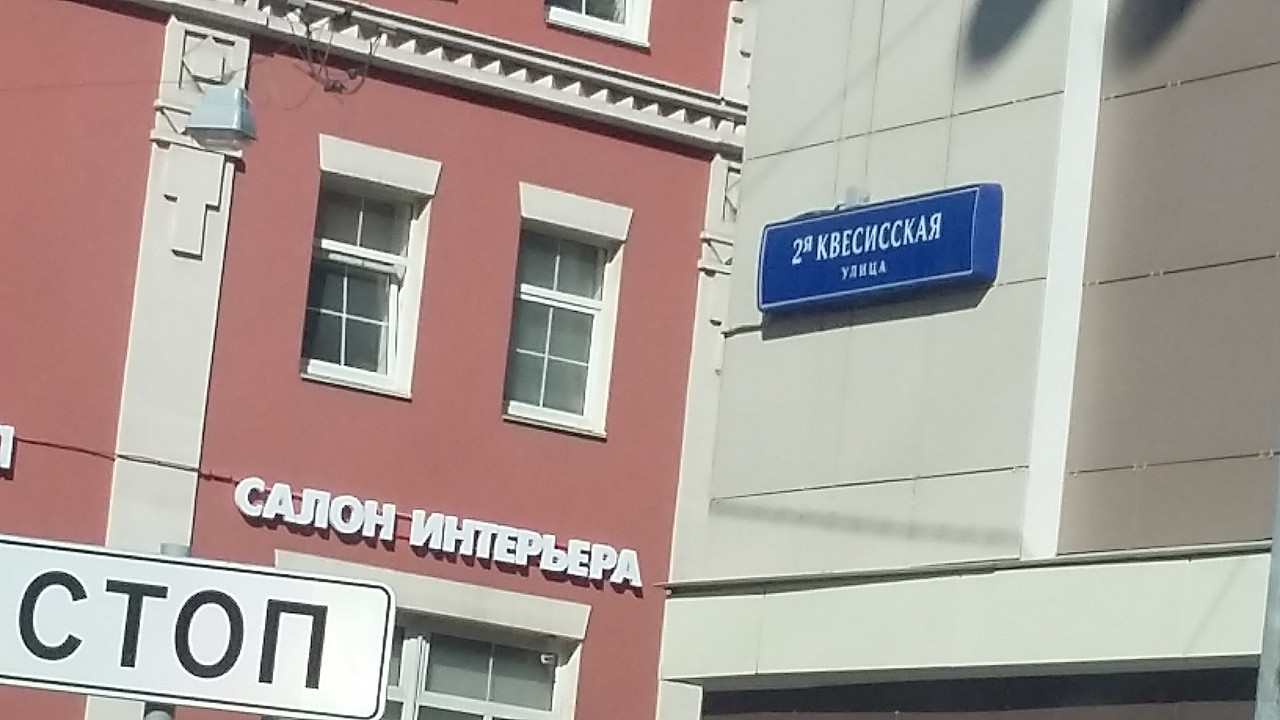 2я КВЕСИССКАЯ
УЛИЦА
САЛОН ИНТЕРЬЕРА
СТОП